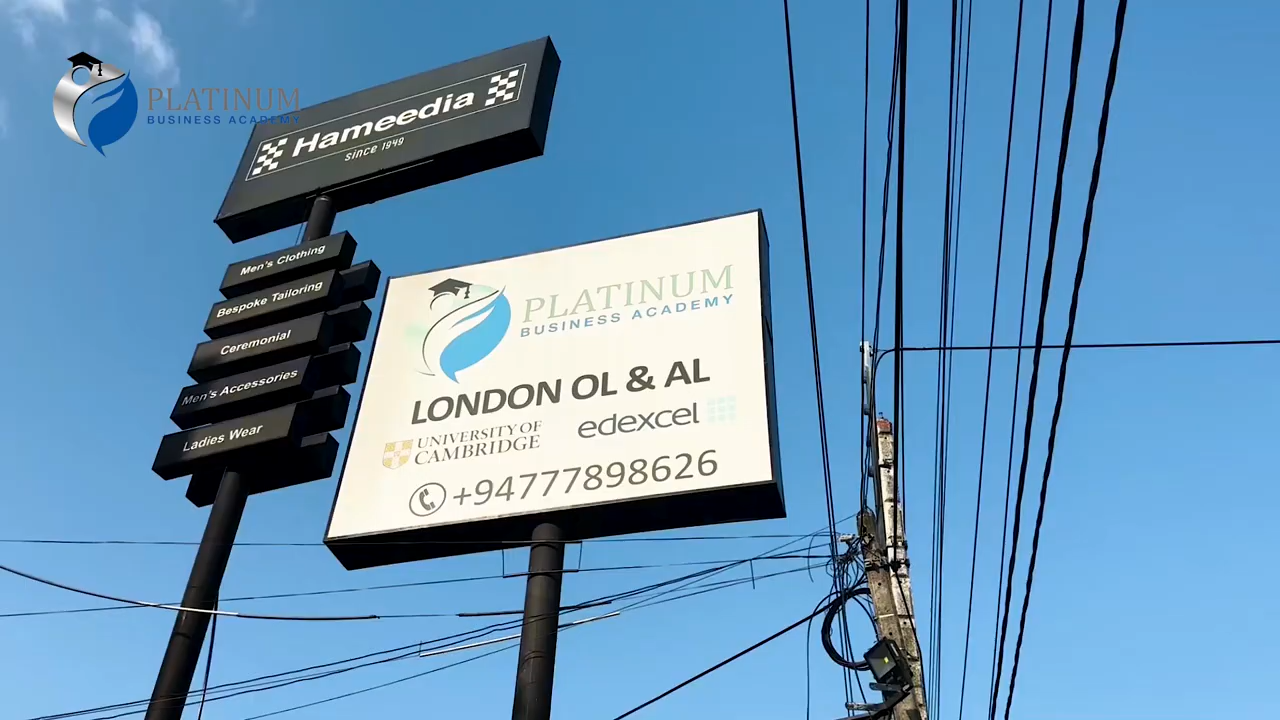 PLATINUM
BUSINESS ACADEMY
Hameedia
since 1949
Men's Clothing
Bespoke Tailoring
Ceremonial
Men's Accessories
Ladies Wear
PLATINUM
BUSINESS ACADEMY
LONDON OL & AL
UNIVERSITY OF
CAMBRIDGE
edexcel
+94777898626